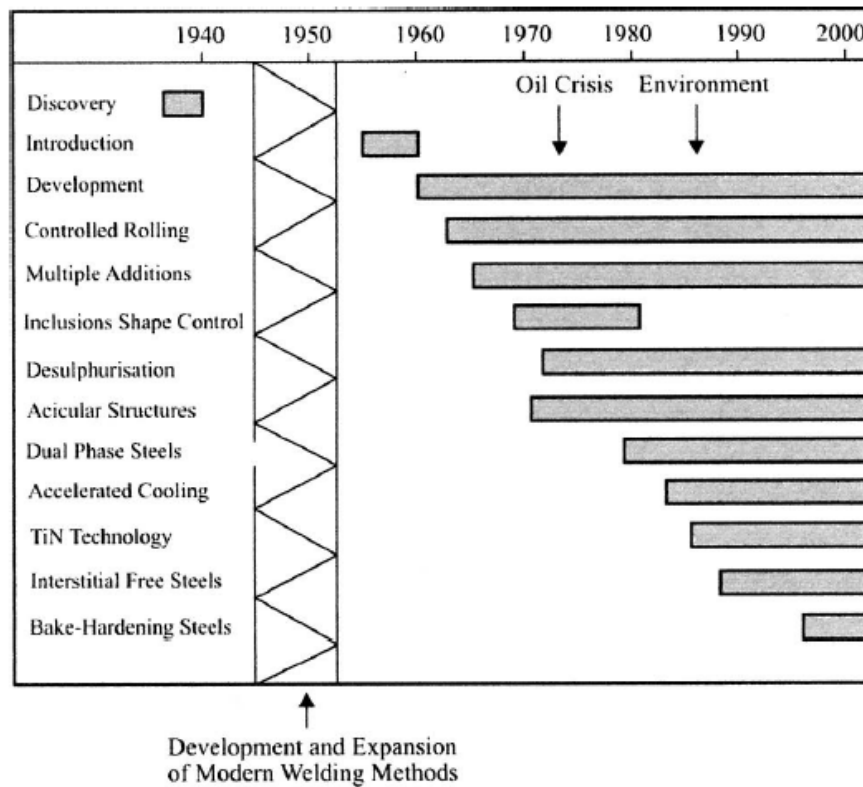 1940 1950 1960 1970 1980 1990 2000
Oil Crisis Environment
Discovery
Introduction
Development
Controlled Rolling
Multiple Additions
Inclusions Shape Control
Desulphurisation
Acicular Structures
Dual Phase Steels
Accelerated Cooling
TiN Technology
Interstitial Free Steels
Bake-Hardening Steels
Development and Expansion
of Modern Welding Methods